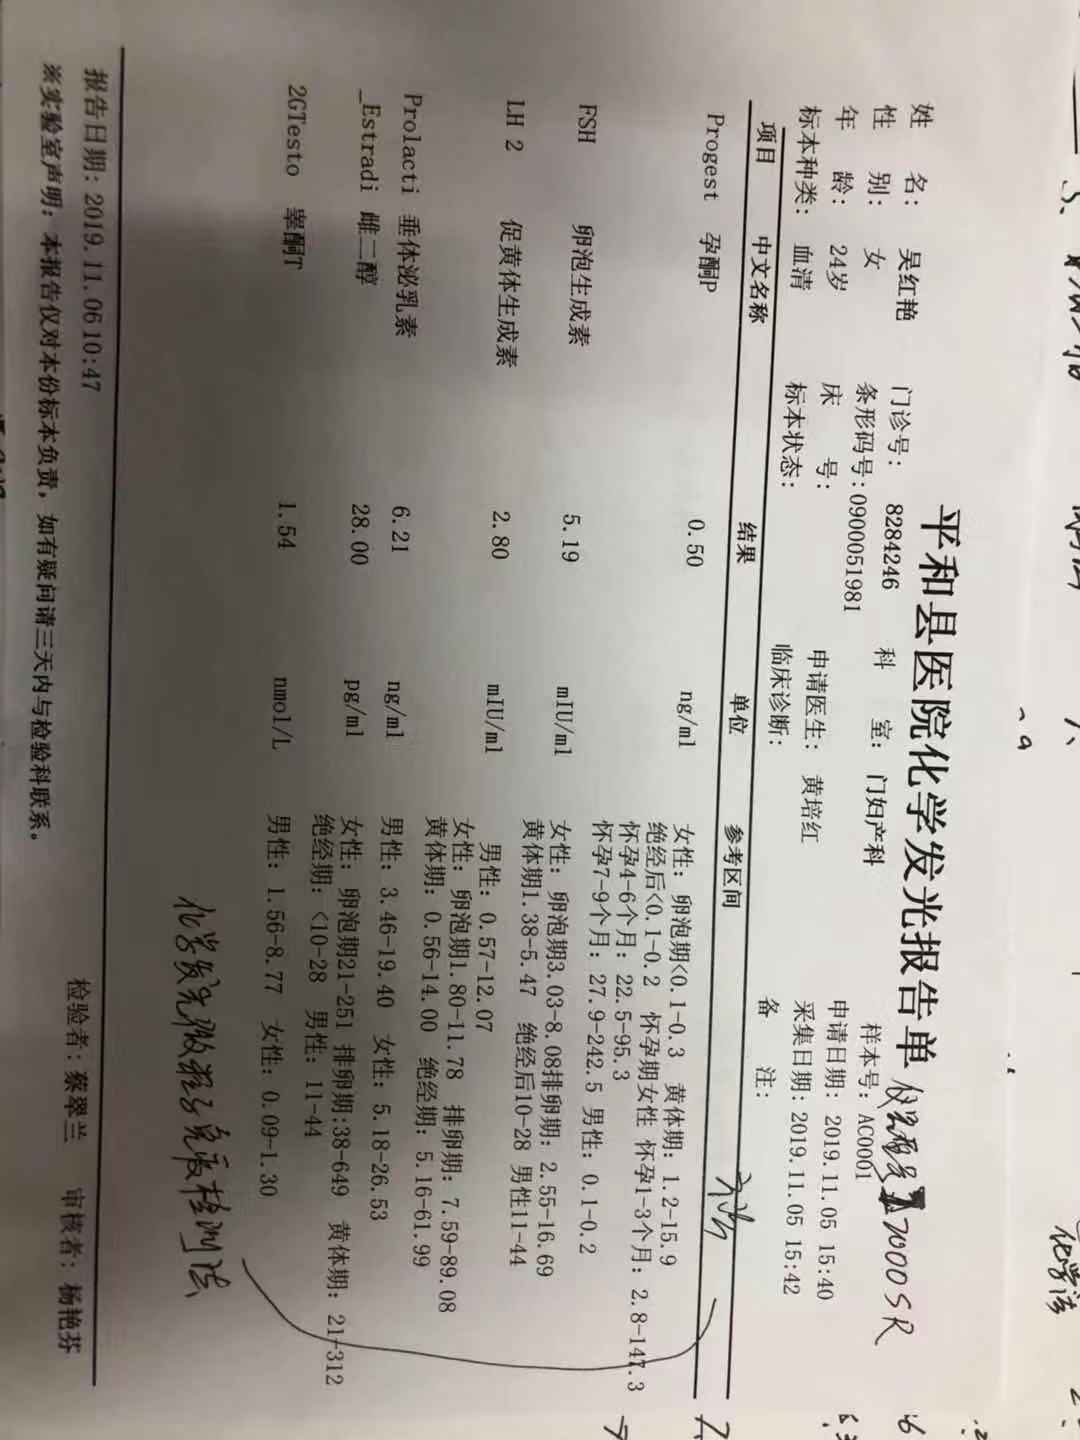 平和县医院化学发光报告单
7000SR
姓 名: 吴红艳 门诊号: 8284246 科 室: 门妇产科 样本号: AC0001
性 别: 女 条形码号: 0900051981 申请医生: 黄培红 申请日期: 2019.11.05 15:40
年 龄: 24岁 床 号: 临床诊断: 采集日期: 2019.11.05 15:42
标本种类: 血清 标本状态: 备 注:
项目 中文名称 结果 单位 参考区间
Progest 孕酮P 0.50 ng/ml 女性: 卵泡期<0.1-0.3 黄体期: 1.2-15.9
绝经后<0.1-0.2 怀孕期女性 怀孕1-3个月: 2.8-147.3
怀孕4-6个月: 22.5-95.3
怀孕7-9个月: 27.9-242.5 男性: 0.1-0.2
FSH 卵泡生成素 5.19 mIU/ml 女性: 卵泡期3.03-8.08排卵期: 2.55-16.69
黄体期1.38-5.47 绝经后10-28 男性11-44
LH 2 促黄体生成素 2.80 mIU/ml 男性: 0.57-12.07
女性: 卵泡期1.80-11.78 排卵期: 7.59-89.08
黄体期: 0.56-14.00 绝经期: 5.16-61.99
Prolacti 垂体泌乳素 6.21 ng/ml 男性: 3.46-19.40 女性: 5.18-26.53
_Estradi 雌二醇 28.00 pg/ml 女性: 卵泡期21-251 排卵期:38-649 黄体期: 21-312
绝经期: <10-28 男性: 11-44
2GTesto 睾酮T 1.54 nmol/L 男性: 1.56-8.77 女性: 0.09-1.30
化学发光微粒子免疫检测法
报告日期: 2019.11.06 10:47 检验者: 蔡翠兰 审核者: 杨艳芬
※实验室声明: 本报告仅对本份标本负责, 如有疑问请三天内与检验科联系。
化学法